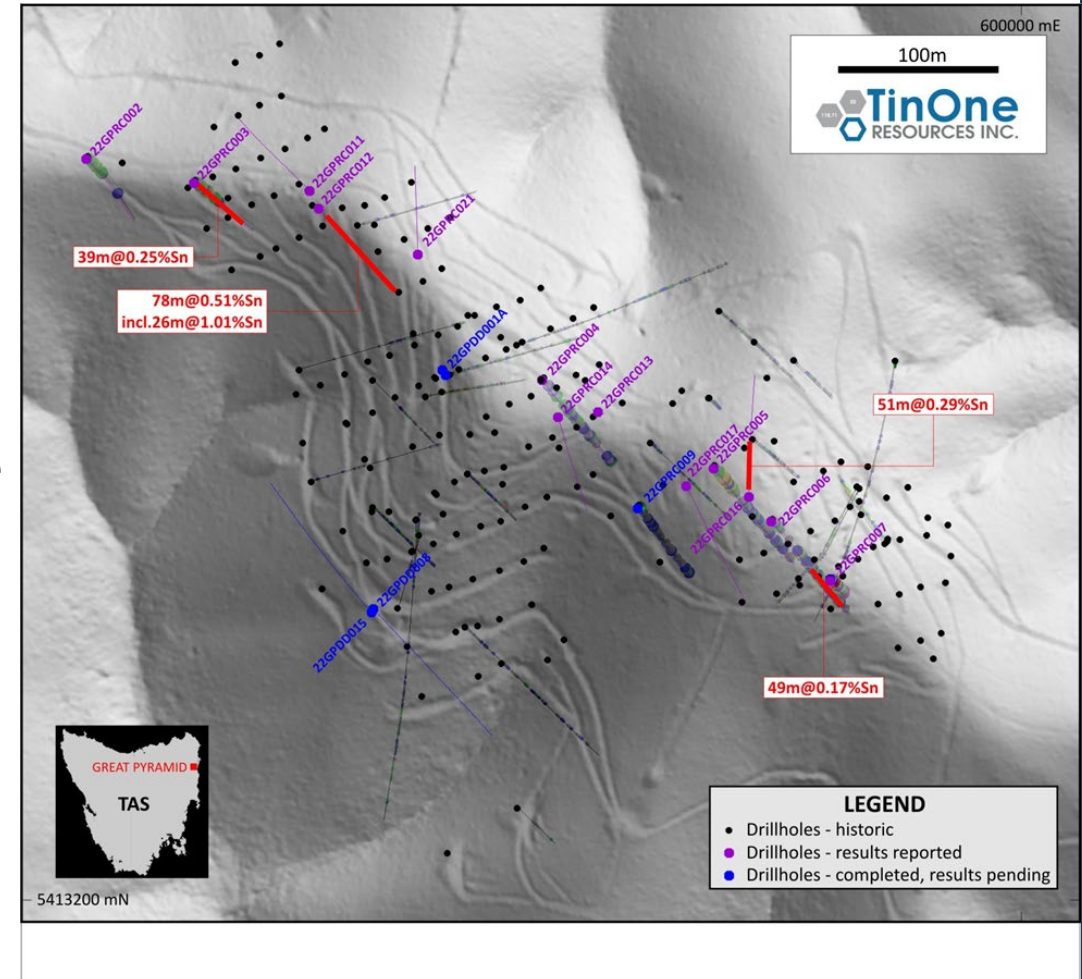 600000 mE
100m
TinOne
RESOURCES INC.
22GPRC002
22GPRC003
22GPRC011
22GPRC012
22GPRC021
39m@0.25%Sn
78m@0.51%Sn
incl.26m@1.01%Sn
22GPDD001A
22GPRC004
22GPRC014
22GPRC013
51m@0.29%Sn
22GPRC009
22GPRC017
22GPRC005
22GPRC016
22GPRC006
22GPRC007
22GPDD008
22GPDD015
49m@0.17%Sn
GREAT PYRAMID
TAS
LEGEND
Drillholes - historic
Drillholes - results reported
Drillholes - completed, results pending
5413200 mN